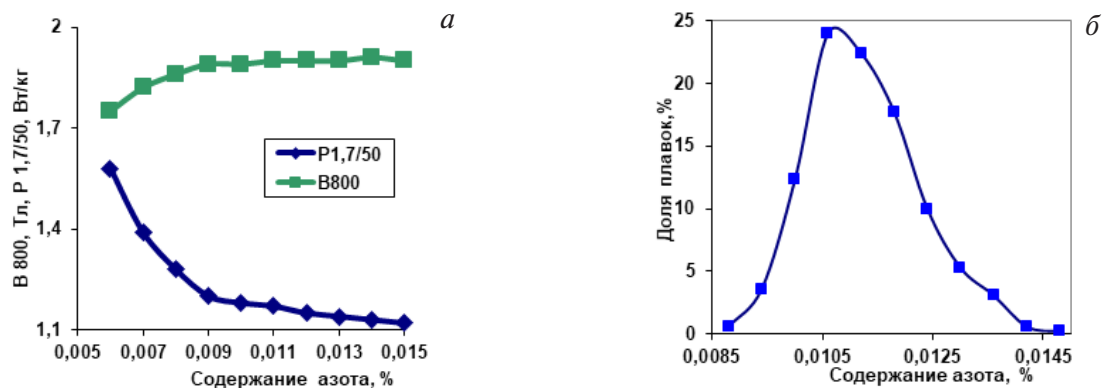 а
2
1,7
1,4
1,1
В 800, Тл, Р 1,7/50, Вт/кг
Р1,7/50
В800
0,005 0,007 0,009 0,011 0,013 0,015
Содержание азота, %
б
25
20
15
10
5
0
Доля плавок,%
0,0085 0,0105 0,0125 0,0145
Содержание азота, %